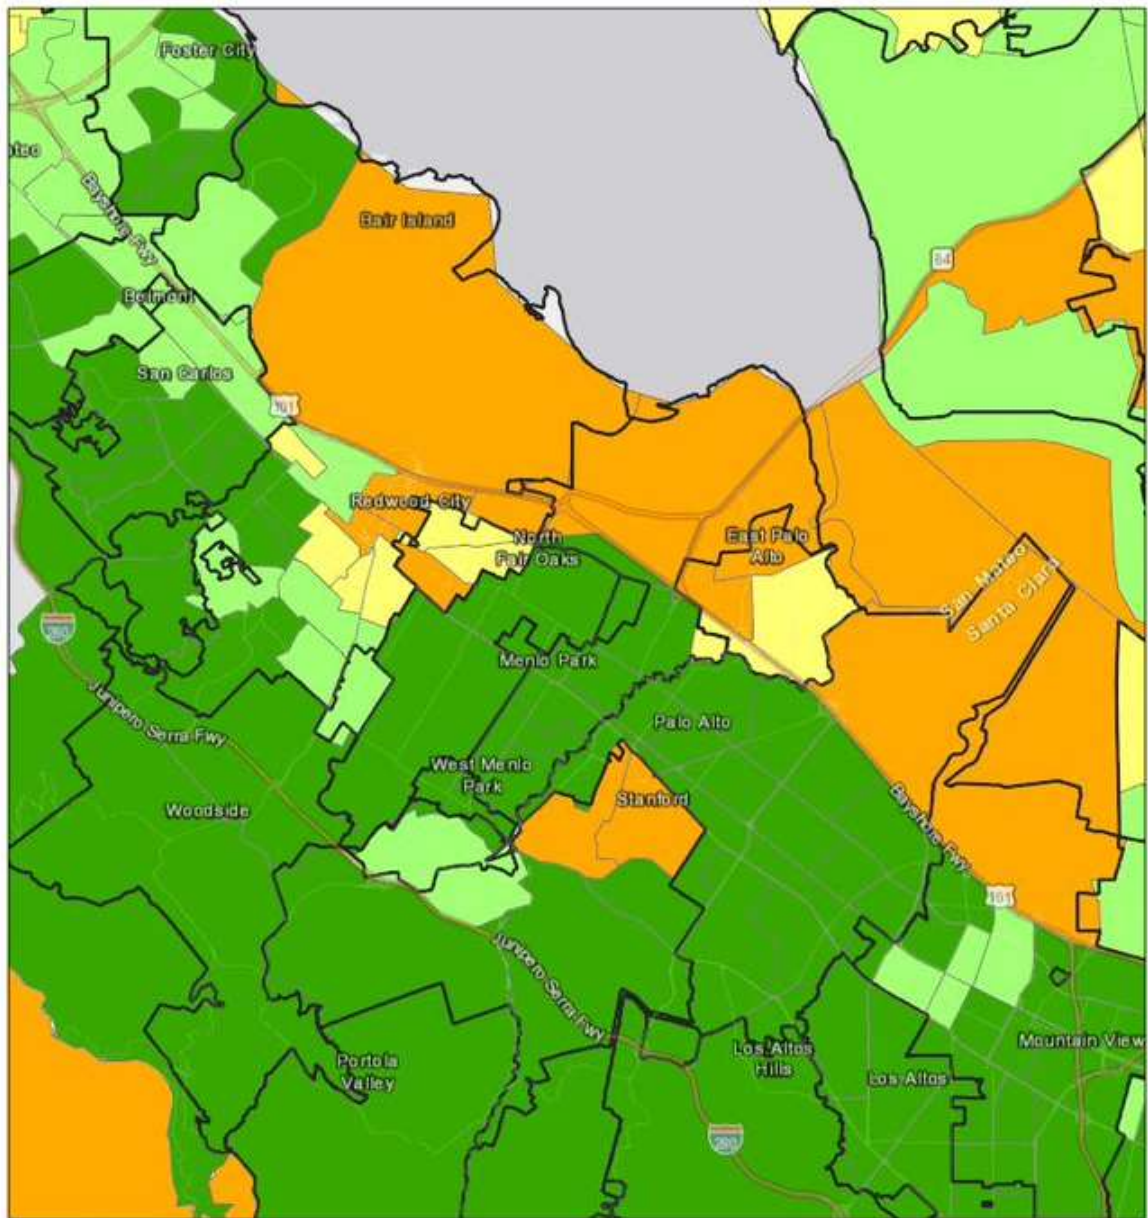 Foster City
ateo
Bayshore Fwy
Bair Island
84
Belmont
San Carlos
101
Redwood City
North
Fair Oaks
East Palo
Alto
San Mateo
Santa Clara
280
Menlo Park
Junipero Serra Fwy
Palo Alto
West Menlo
Park
Woodside
Stanford
Bayshore Fwy
101
Junipero Serra Fwy
Portola
Valley
Los Altos
Hills
Mountain View
Los Altos
280